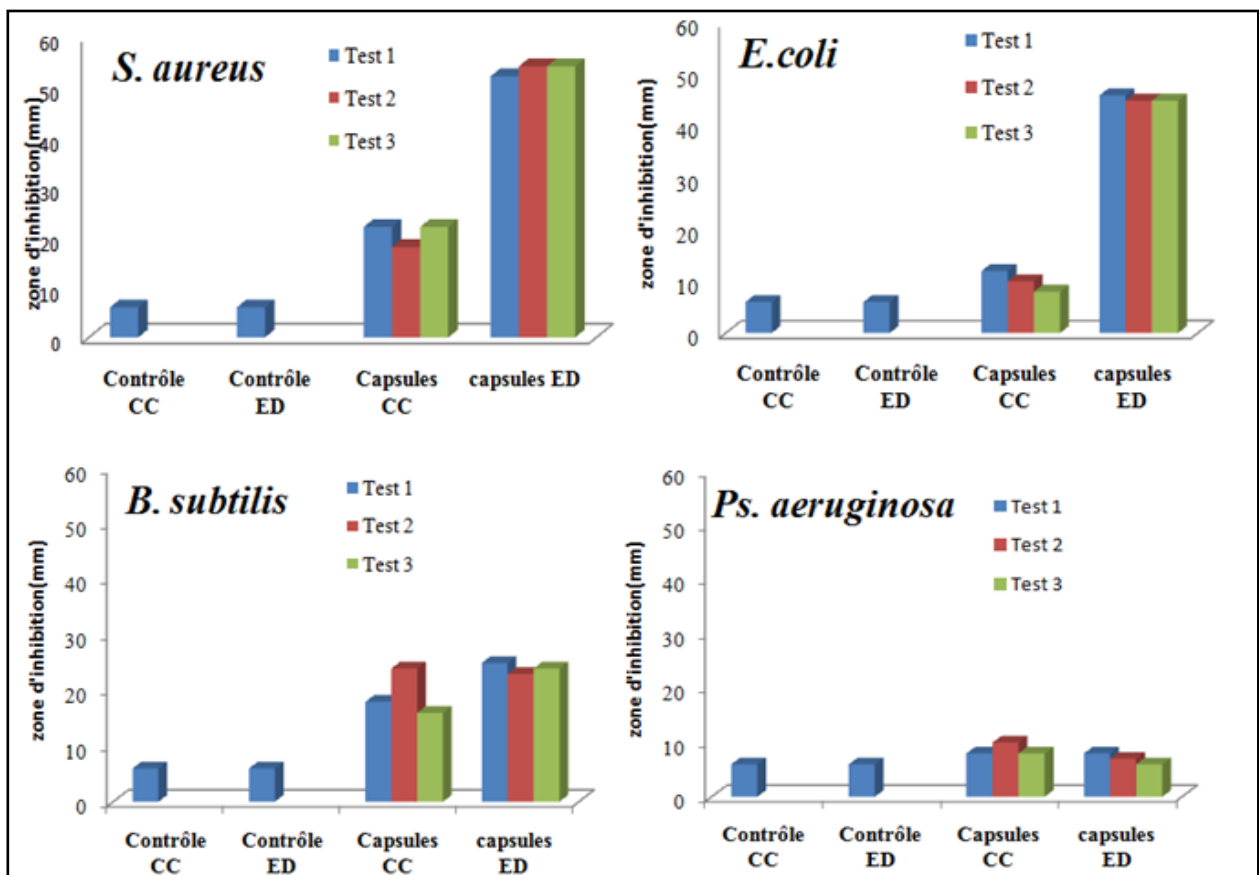 S. aureus
Test 1
Test 2
Test 3
zone d'inhibition(mm)
60
50
40
30
20
10
0
Contrôle CC
Contrôle ED
Capsules CC
capsules ED
E.coli
Test 1
Test 2
Test 3
zone d'inhibition(mm)
60
50
40
30
20
10
0
Contrôle CC
Contrôle ED
Capsules CC
capsules ED
B. subtilis
Test 1
Test 2
Test 3
zone d'inhibition(mm)
60
50
40
30
20
10
0
Contrôle CC
Contrôle ED
Capsules CC
capsules ED
Ps. aeruginosa
Test 1
Test 2
Test 3
zone d'inhibition(mm)
60
50
40
30
20
10
0
Contrôle CC
Contrôle ED
Capsules CC
capsules ED